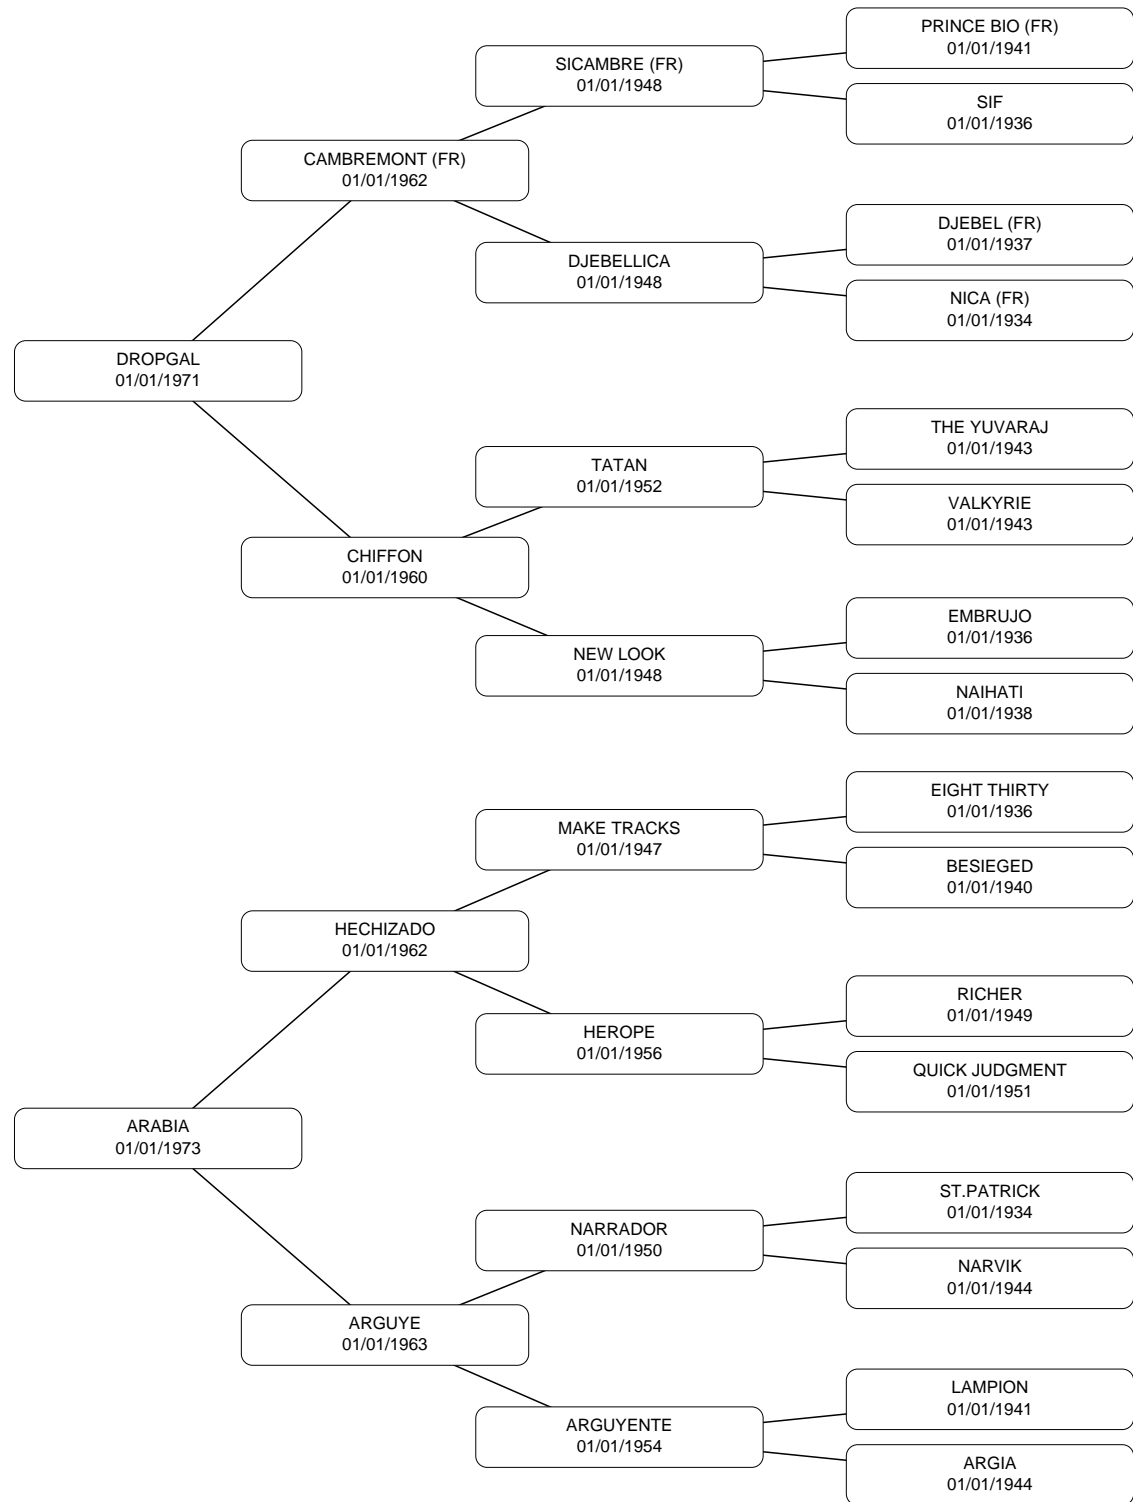 PRINCE BIO (FR)
01/01/1941
SICAMBRE (FR)
01/01/1948
SIF
01/01/1936
CAMBREMONT (FR)
01/01/1962
DJEBEL (FR)
01/01/1937
DJEBELLICA
01/01/1948
NICA (FR)
01/01/1934
DROPGAL
01/01/1971
THE YUVARAJ
01/01/1943
TATAN
01/01/1952
VALKYRIE
01/01/1943
CHIFFON
01/01/1960
EMBRUJO
01/01/1936
NEW LOOK
01/01/1948
NAIHATI
01/01/1938
EIGHT THIRTY
01/01/1936
MAKE TRACKS
01/01/1947
BESIEGED
01/01/1940
HECHIZADO
01/01/1962
RICHER
01/01/1949
HEROPE
01/01/1956
QUICK JUDGMENT
01/01/1951
ARABIA
01/01/1973
ST.PATRICK
01/01/1934
NARRADOR
01/01/1950
NARVIK
01/01/1944
ARGUYE
01/01/1963
LAMPION
01/01/1941
ARGUYENTE
01/01/1954
ARGIA
01/01/1944